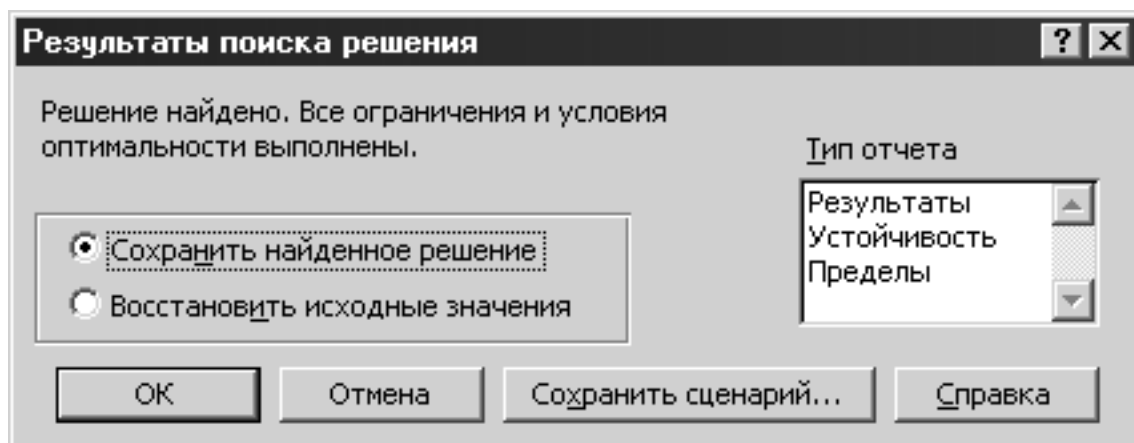 Результаты поиска решения
Решение найдено. Все ограничения и условия
оптимальности выполнены.
Тип отчета
Результаты
Устойчивость
Пределы
Сохранить найденное решение
Восстановить исходные значения
ОК
Отмена
Сохранить сценарий...
Справка